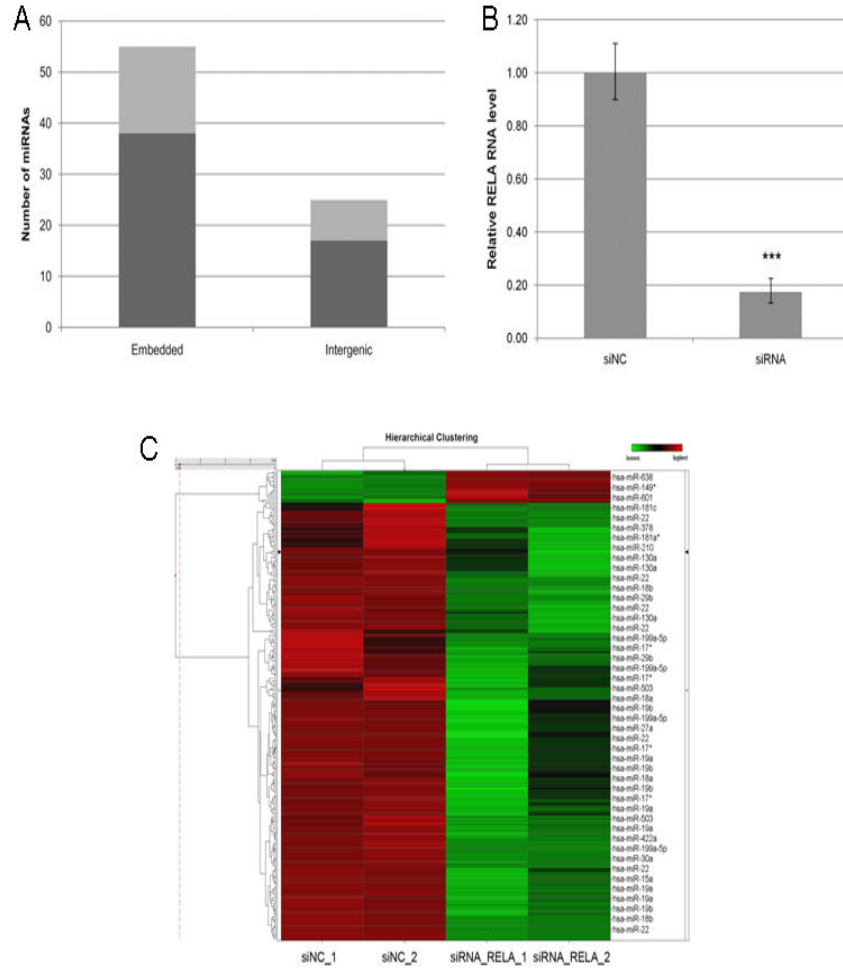 A
Number of miRNAs
60
50
40
30
20
10
0
Embedded
Intergenic
B
Relative RELA RNA level
1.20
1.00
0.80
0.60
0.40
0.20
0.00
***
siNC
siRNA
C
Hierarchical Clustering
lowest
highest
hsa-miR-638
hsa-miR-149*
hsa-miR-601
hsa-miR-181c
hsa-miR-22
hsa-miR-378
hsa-miR-181a*
hsa-miR-210
hsa-miR-130a
hsa-miR-130a
hsa-miR-22
hsa-miR-18b
hsa-miR-29b
hsa-miR-22
hsa-miR-130a
hsa-miR-22
hsa-miR-199a-5p
hsa-miR-17*
hsa-miR-29b
hsa-miR-199a-5p
hsa-miR-17*
hsa-miR-503
hsa-miR-18a
hsa-miR-19b
hsa-miR-199a-5p
hsa-miR-27a
hsa-miR-22
hsa-miR-17*
hsa-miR-19a
hsa-miR-19b
hsa-miR-18a
hsa-miR-19b
hsa-miR-17*
hsa-miR-19a
hsa-miR-503
hsa-miR-19a
hsa-miR-422a
hsa-miR-199a-5p
hsa-miR-30a
hsa-miR-22
hsa-miR-15a
hsa-miR-19a
hsa-miR-19a
hsa-miR-19b
hsa-miR-18b
hsa-miR-22
siNC_1
siNC_2
siRNA_RELA_1
siRNA_RELA_2